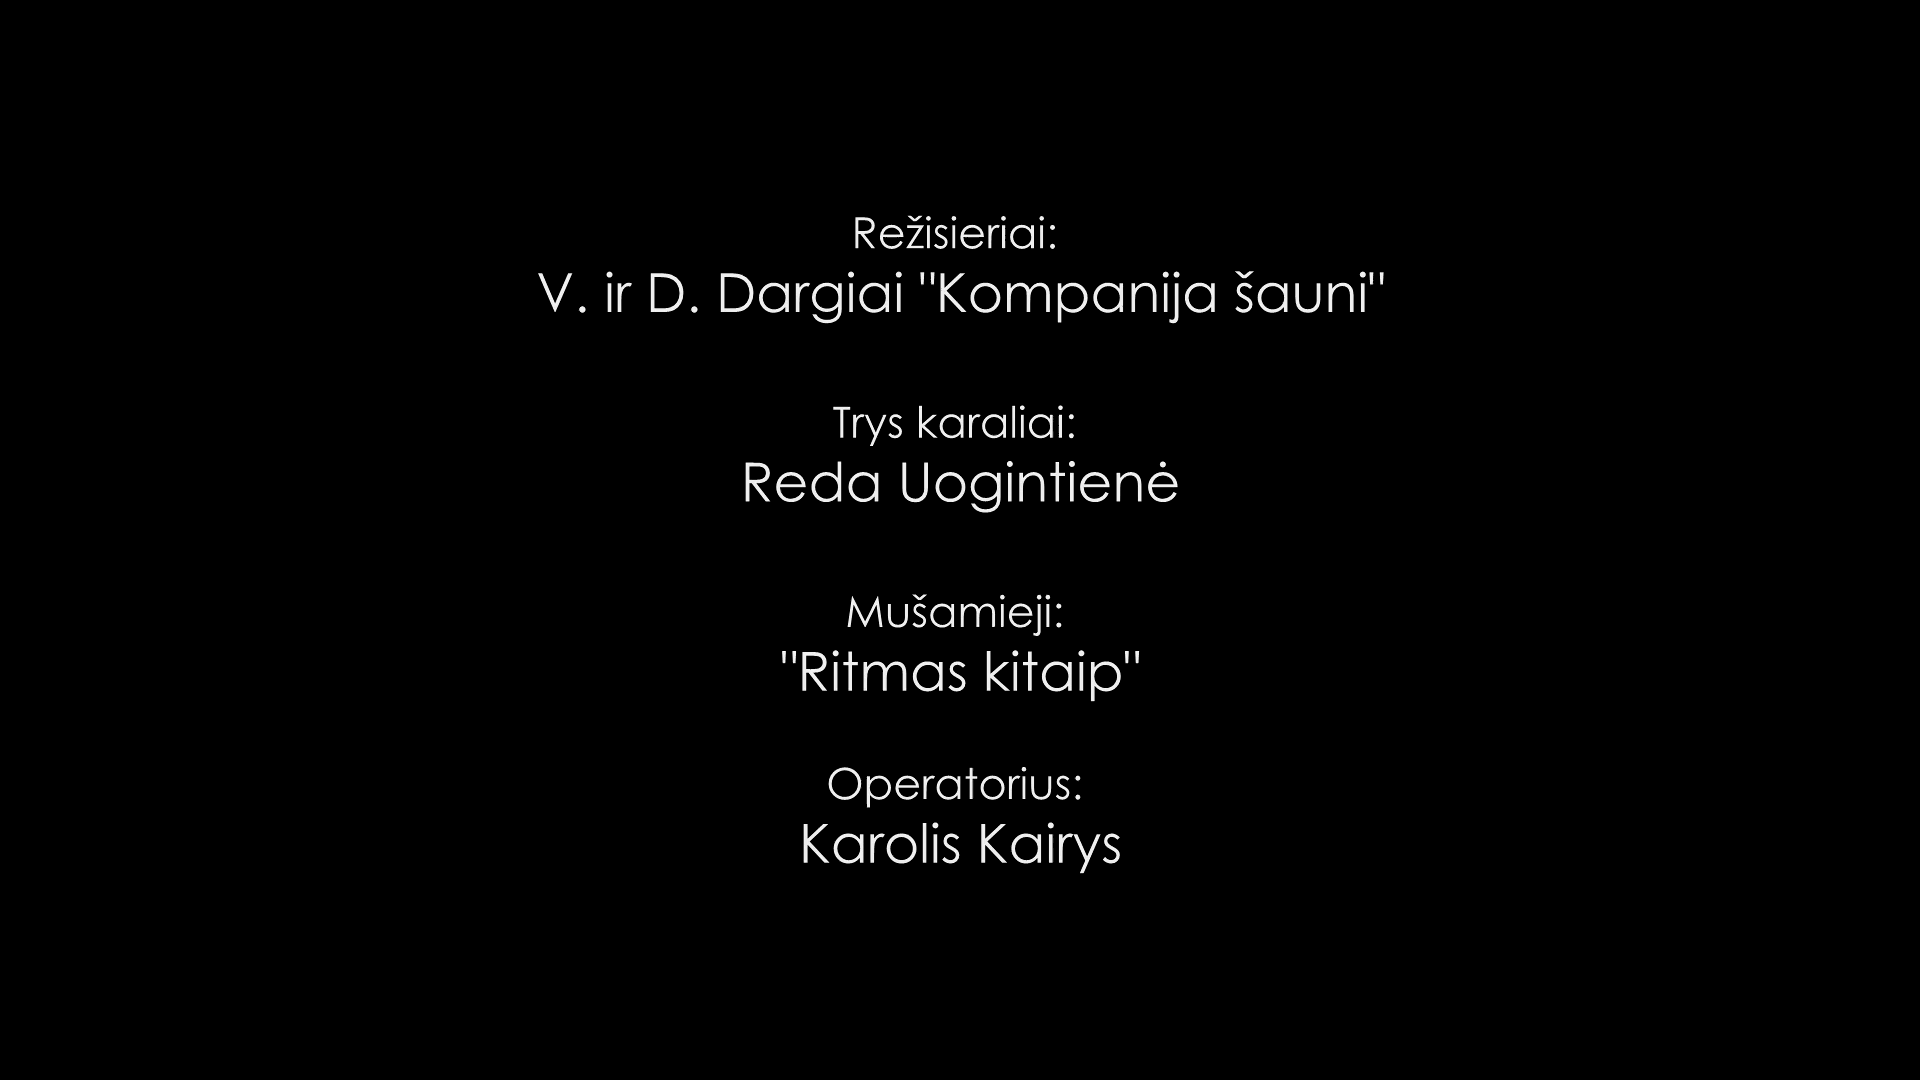 Režisieriai:
V. ir D. Dargiai "Kompanija šauni"
Trys karaliai:
Reda Uogintienė
Mušamieji:
"Ritmas kitaip"
Operatorius:
Karolis Kairys